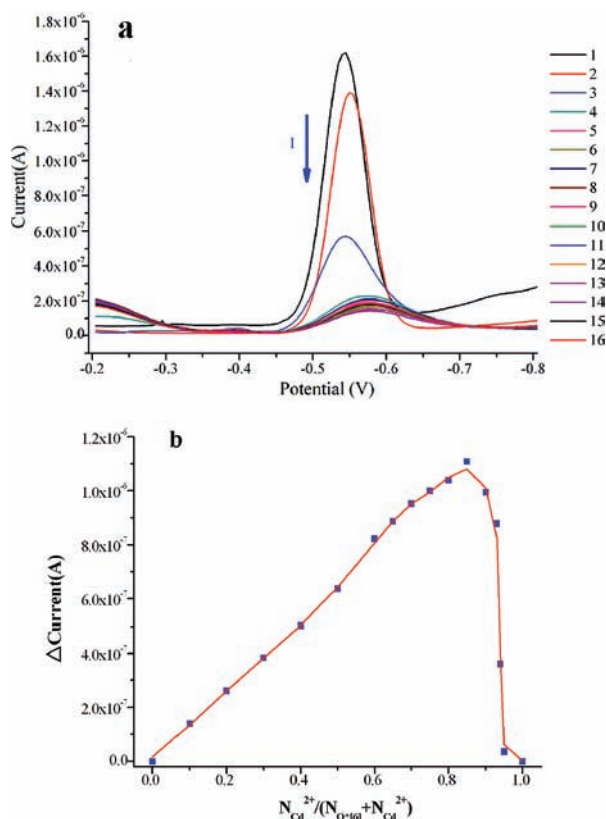 a
1.8x10⁻⁶
1.6x10⁻⁶
1.4x10⁻⁶
1.2x10⁻⁶
1.0x10⁻⁶
8.0x10⁻⁷
6.0x10⁻⁷
4.0x10⁻⁷
2.0x10⁻⁷
0.0
Current(A)
I
-0.2
-0.3
-0.4
-0.5
-0.6
-0.7
-0.8
Potential (V)
1
2
3
4
5
6
7
8
9
10
11
12
13
14
15
16
b
1.2x10⁻⁶
1.0x10⁻⁶
8.0x10⁻⁷
6.0x10⁻⁷
4.0x10⁻⁷
2.0x10⁻⁷
0.0
ΔCurrent(A)
0.0
0.2
0.4
0.6
0.8
1.0